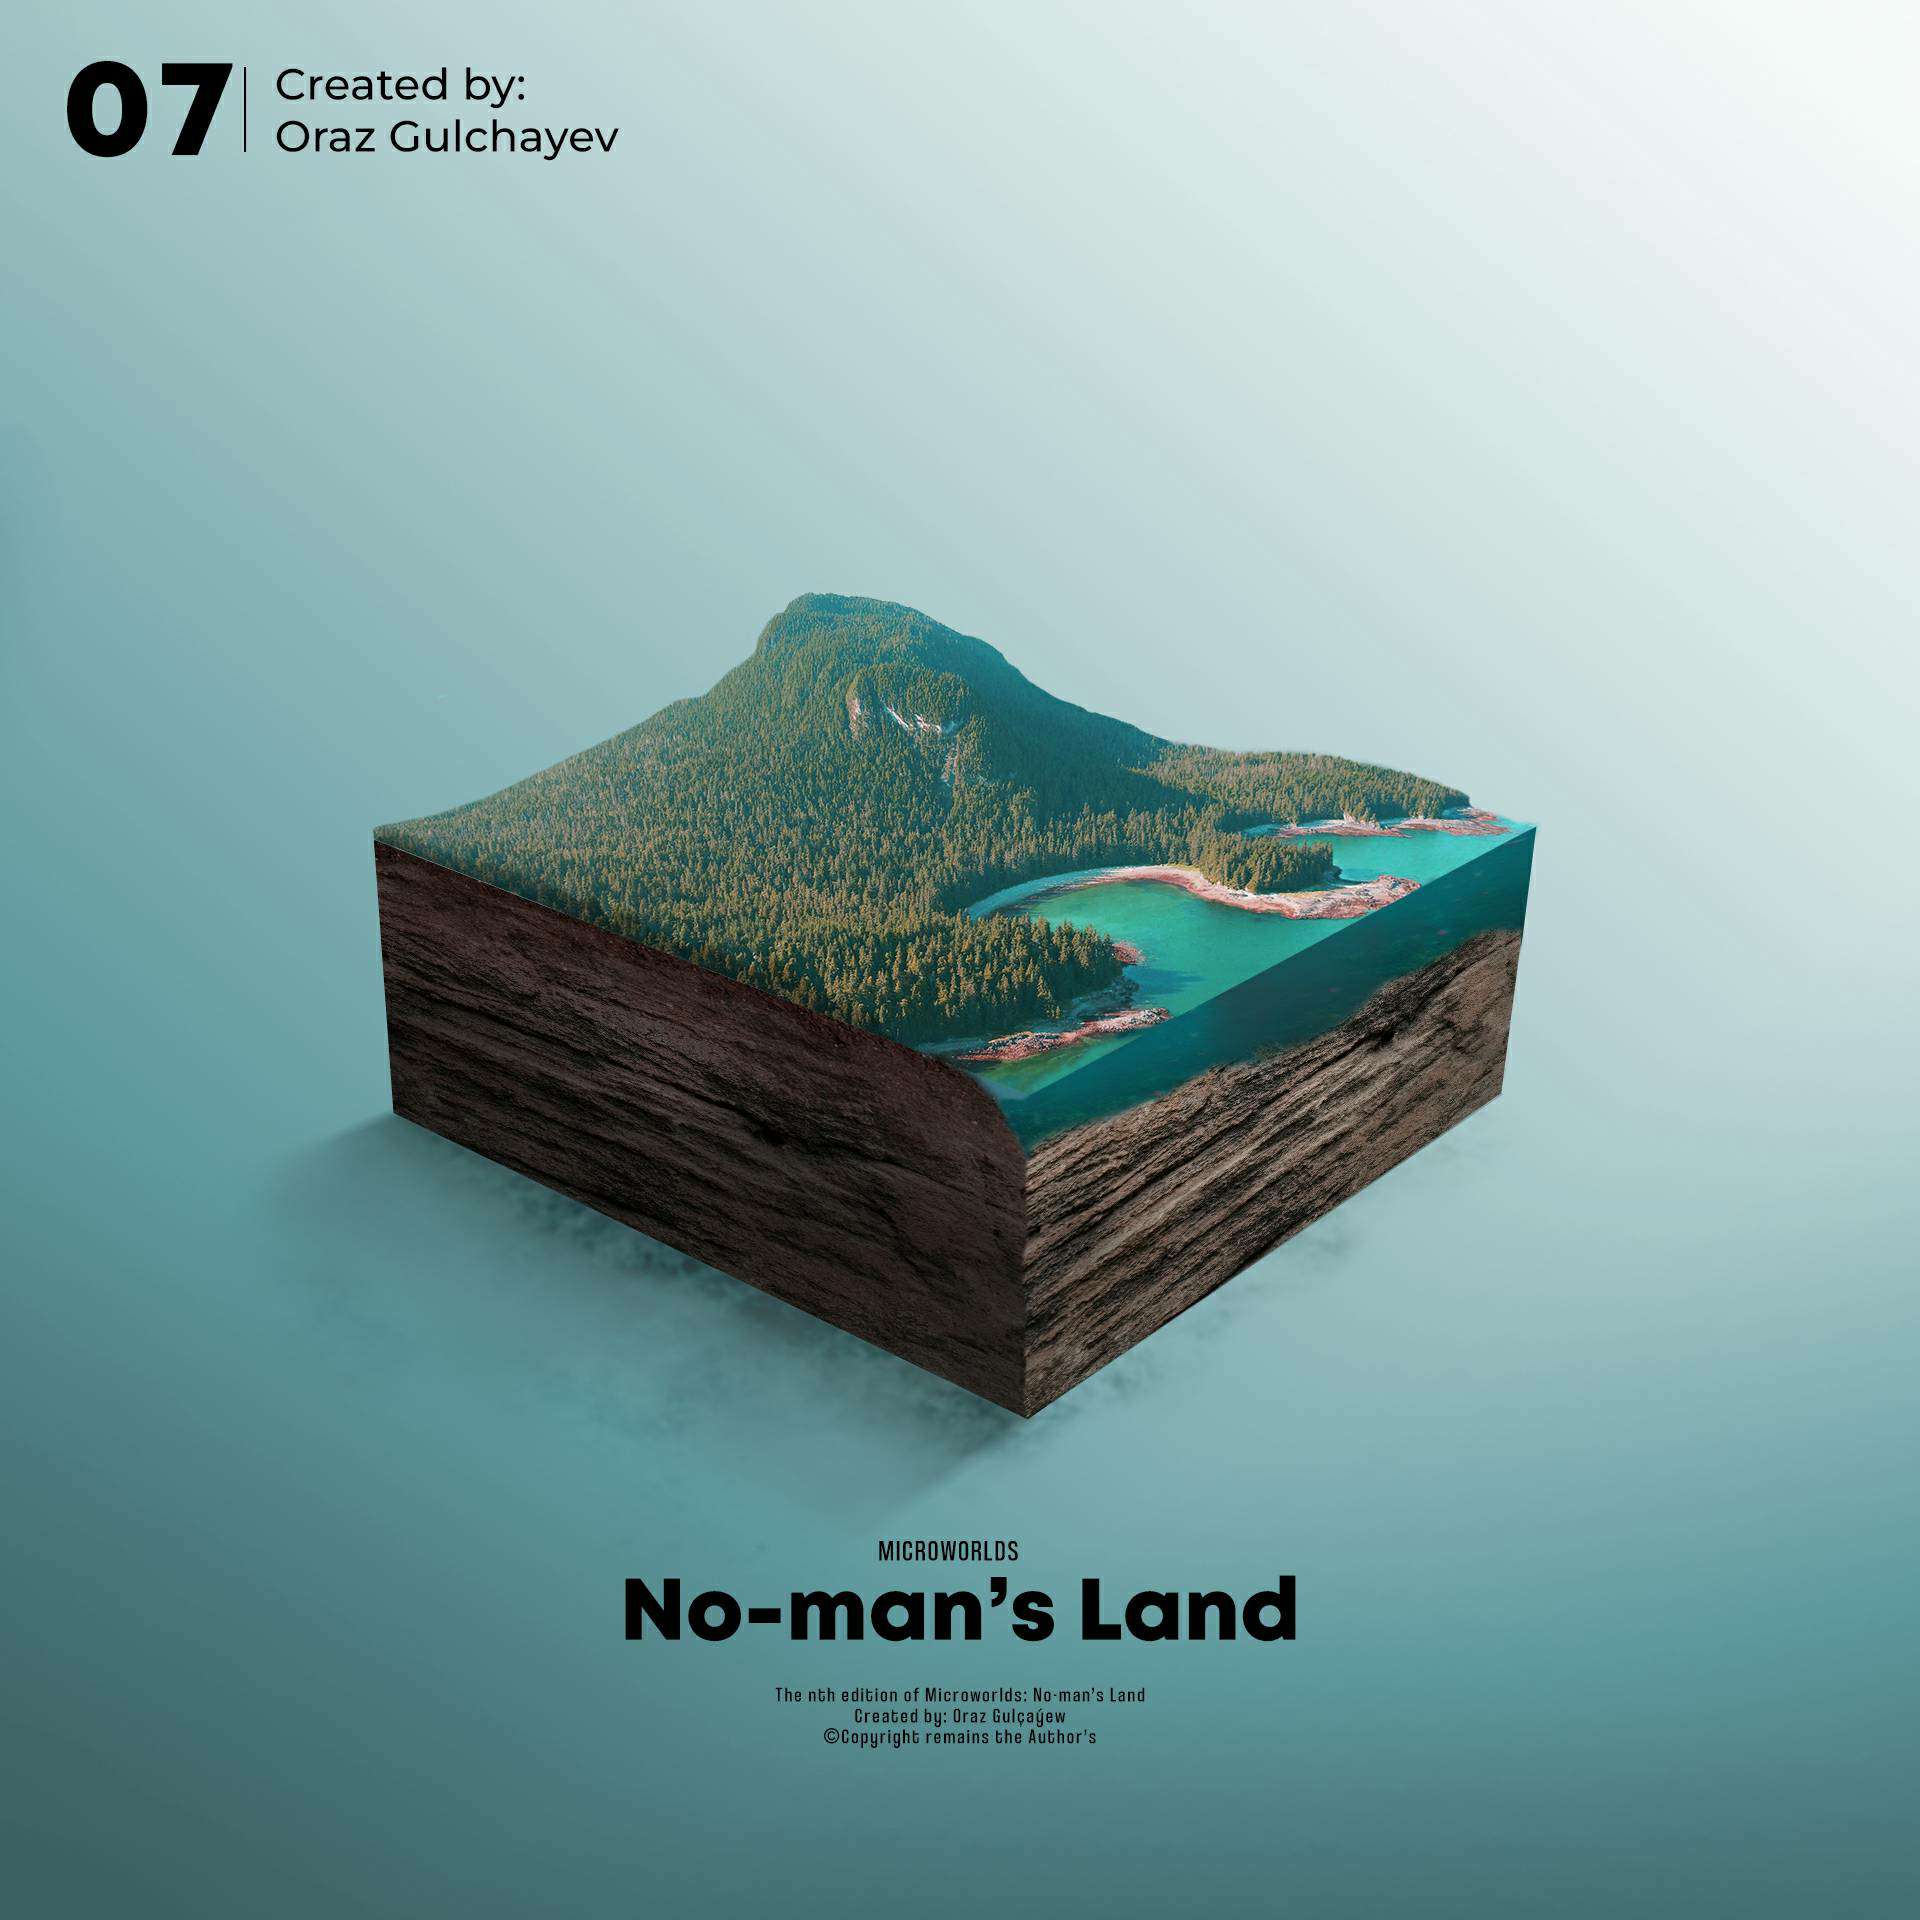 07
Created by:
Oraz Gulchayev
MICROWORLDS
No-man’s Land
The nth edition of Microworlds: No-man’s Land
Created by: Oraz Gulçaýew
©Copyright remains the Author’s